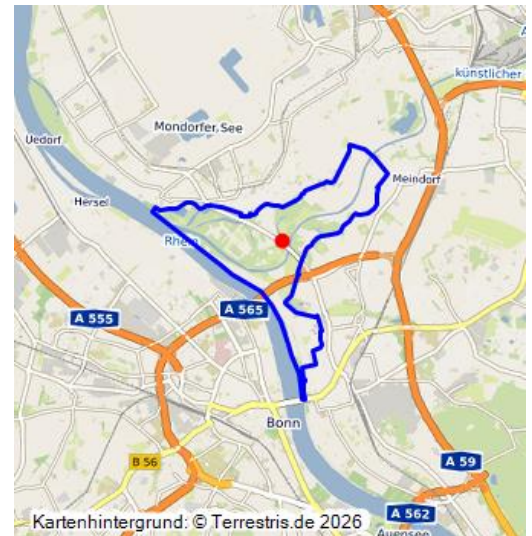 künstlicher
Mondorfer See
Uedorf
Meindorf
Hersel
Rhein
A 565
A 555
Bonn
B 56
A 59
A 562
Auensee
Kartenhintergrund: © Terrestris.de 2026